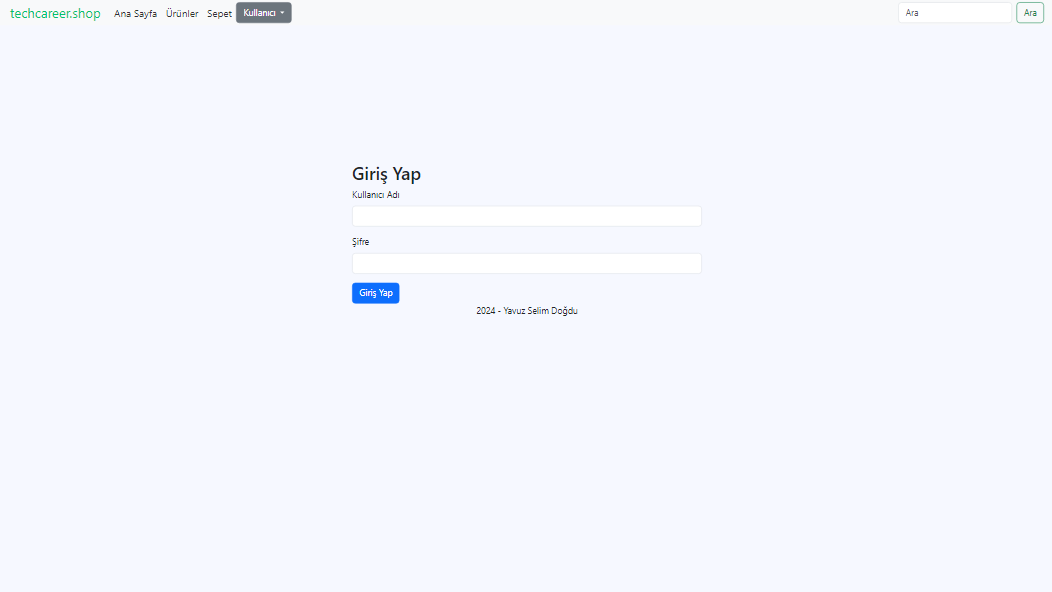 techcareer.shop Ana Sayfa Ürünler Sepet Kullanıcı Ara Ara
Giriş Yap
Kullanıcı Adı
Şifre
Giriş Yap
2024 - Yavuz Selim Doğdu